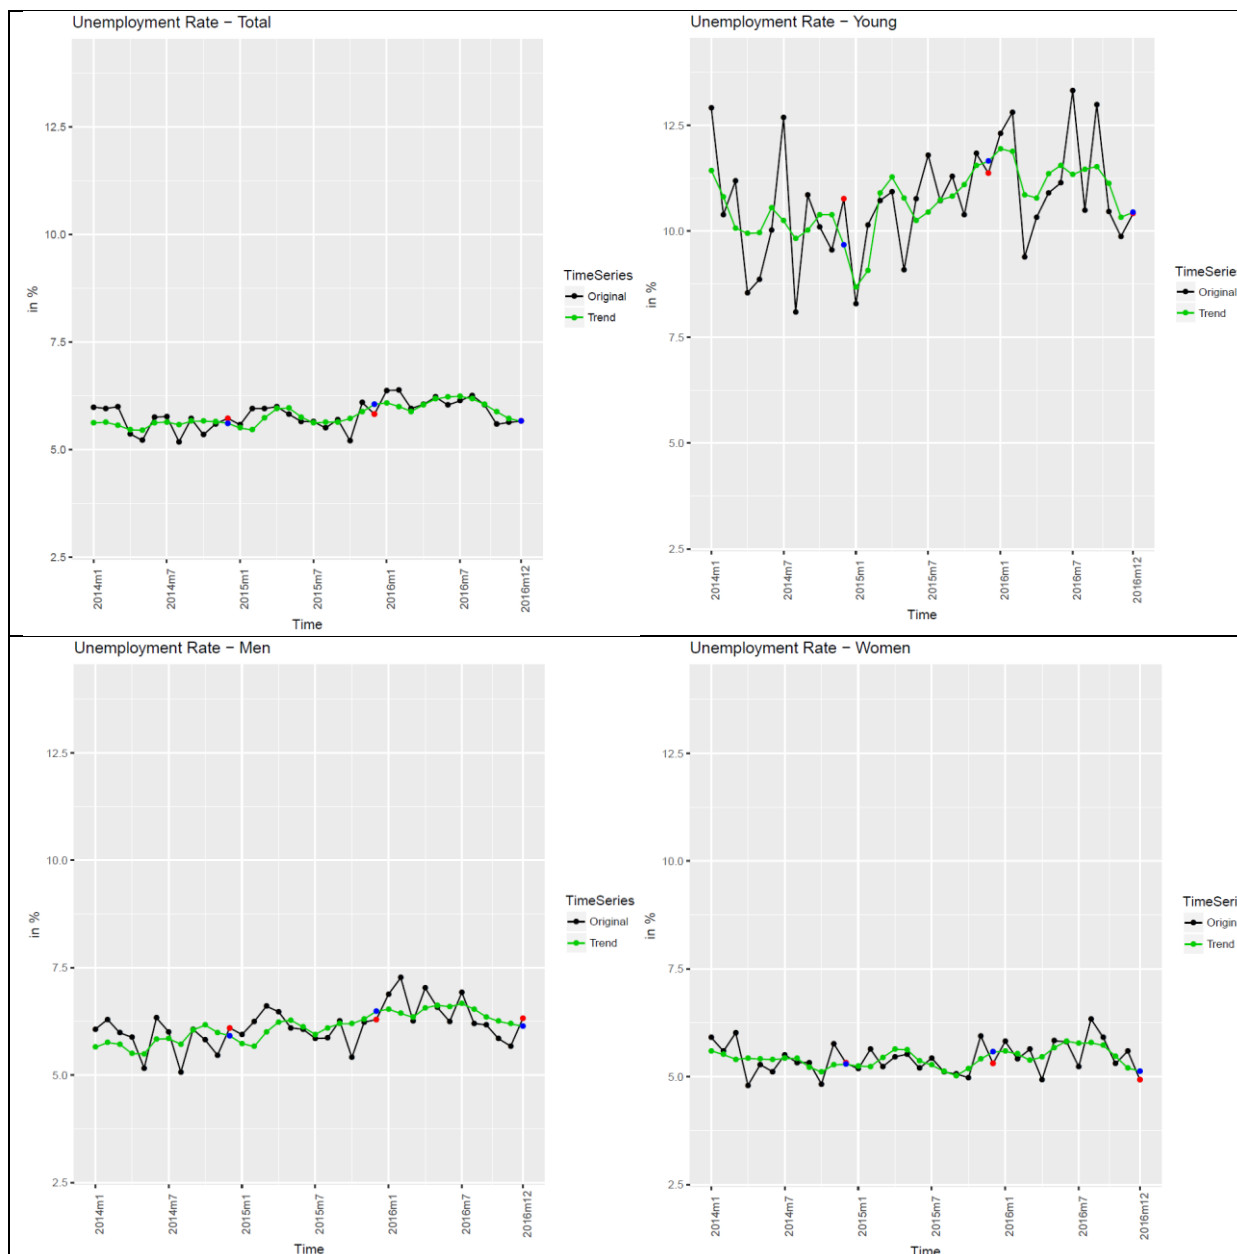 Unemployment Rate – Total
12.5
10.0
7.5
5.0
2.5
in %
2014m1
2014m7
2015m1
2015m7
2016m1
2016m7
2016m12
Time
TimeSeries
Original
Trend
Unemployment Rate – Young
12.5
10.0
7.5
5.0
2.5
in %
2014m1
2014m7
2015m1
2015m7
2016m1
2016m7
2016m12
Time
TimeSeries
Original
Trend
Unemployment Rate – Men
12.5
10.0
7.5
5.0
2.5
in %
2014m1
2014m7
2015m1
2015m7
2016m1
2016m7
2016m12
Time
TimeSeries
Original
Trend
Unemployment Rate – Women
12.5
10.0
7.5
5.0
2.5
in %
2014m1
2014m7
2015m1
2015m7
2016m1
2016m7
2016m12
Time
TimeSeri
Origin
Trend